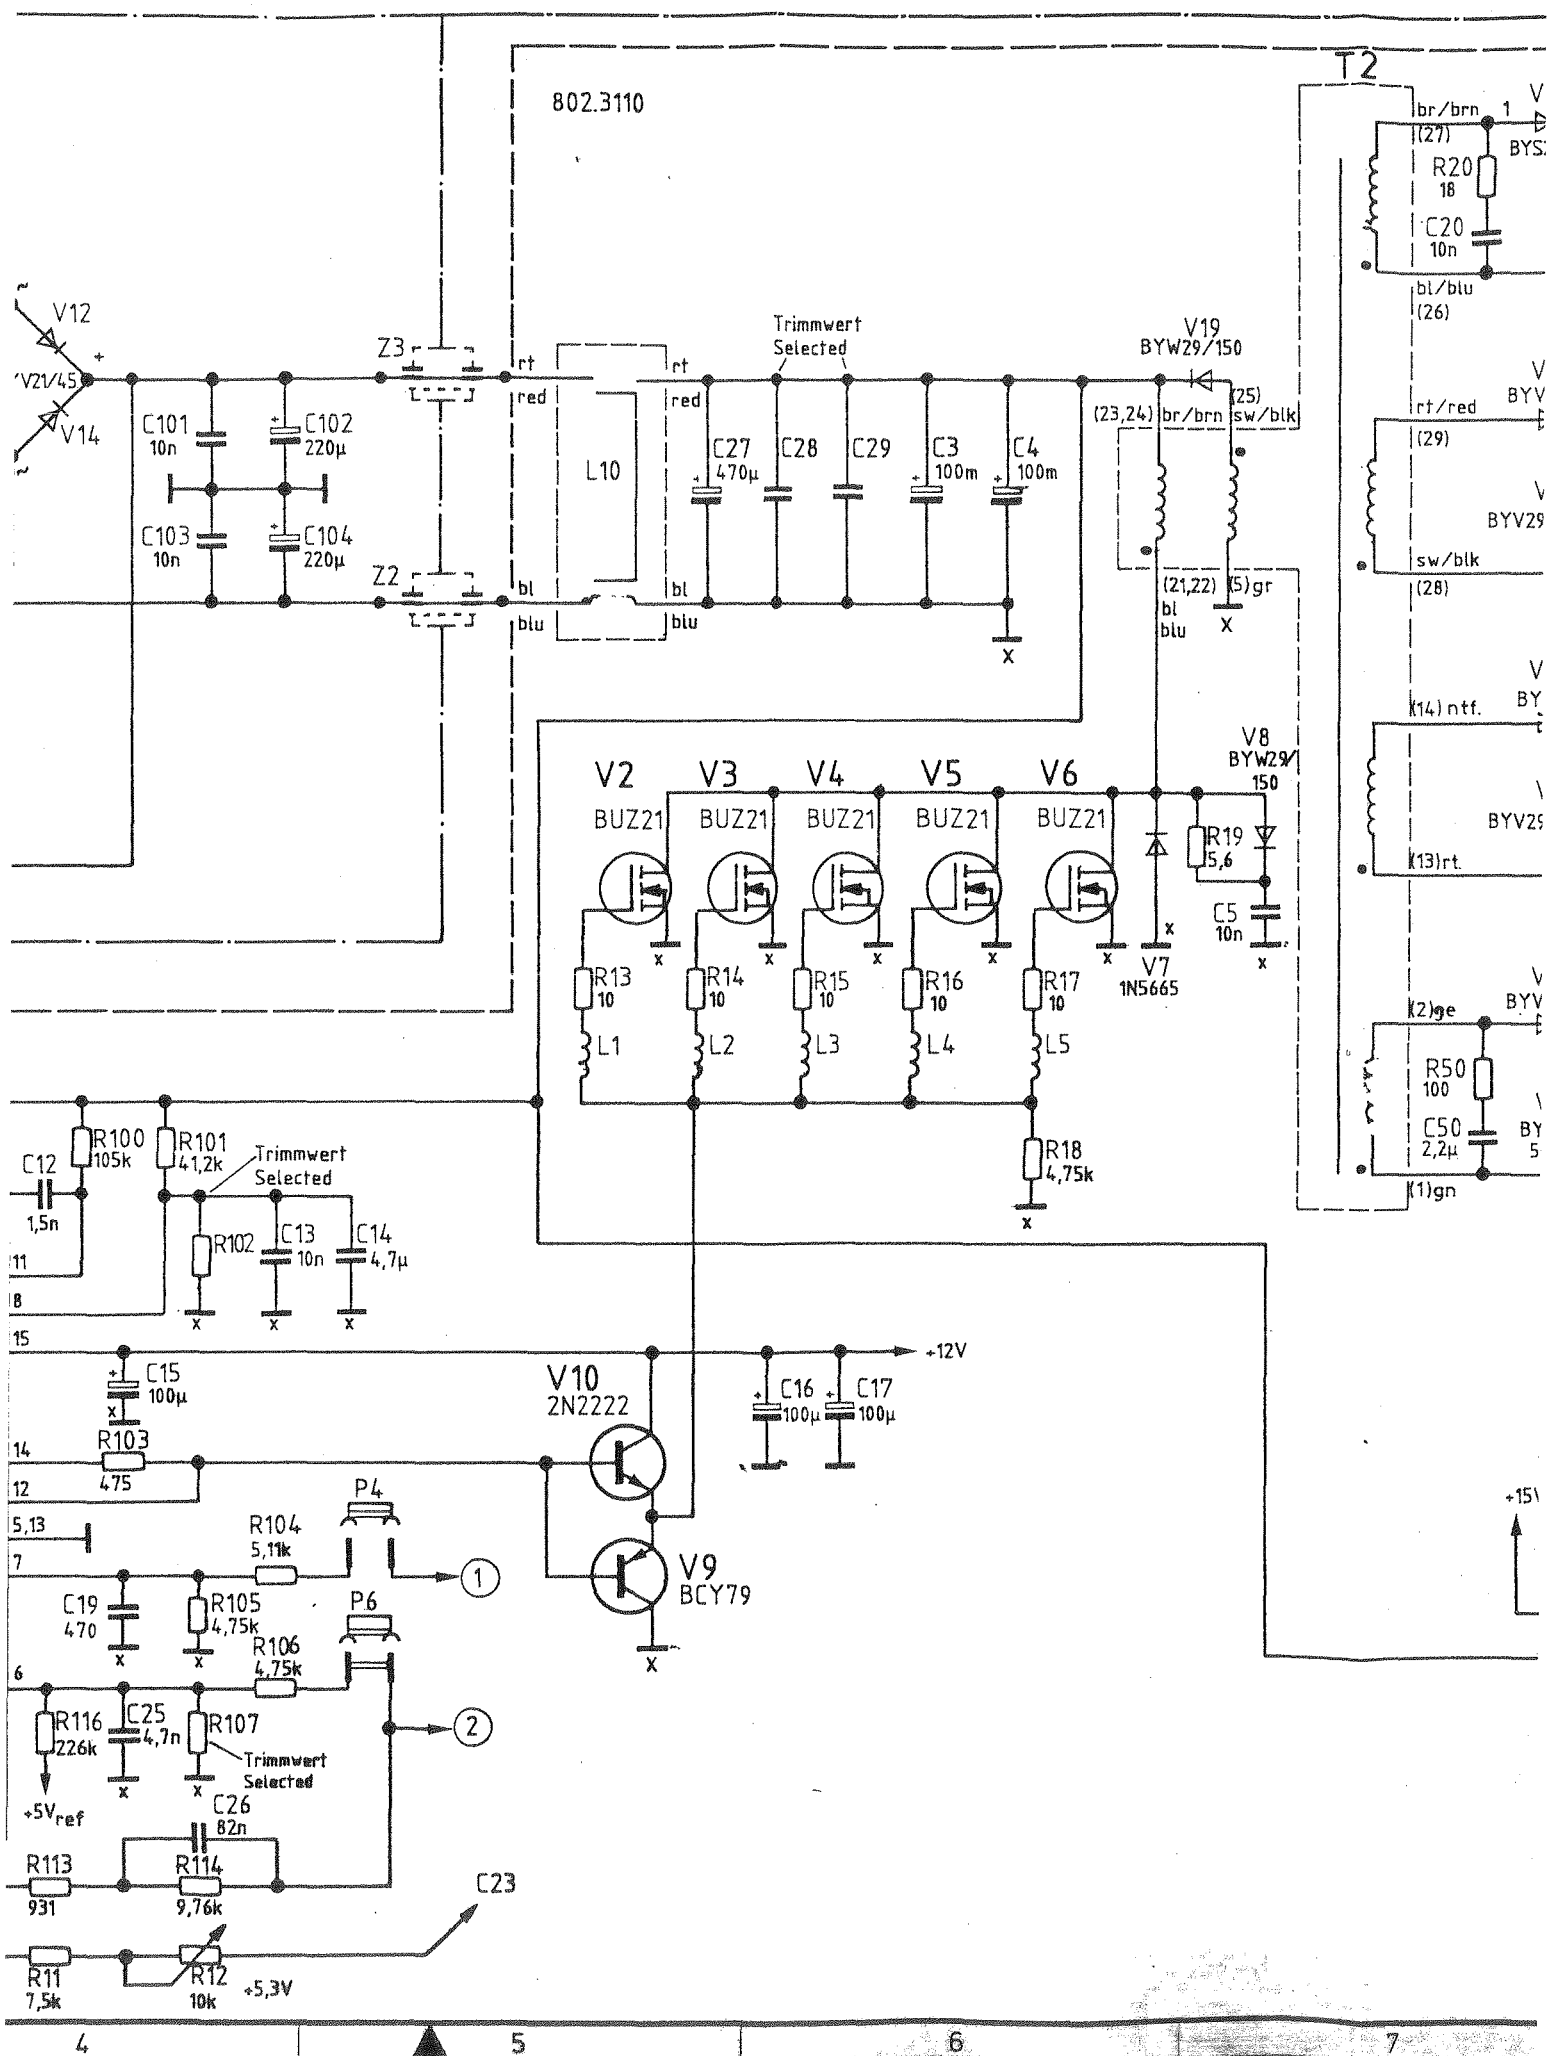 T2
802.3110
V
br/brn
1
(27)
R20
18
C20
10n
bl/blu
(26)
~
V12
+
V21/45
V14
~
C101
10n
+
C102
220µ
C103
10n
+
C104
220µ
Z3
rt
red
Z2
bl
blu
L10
rt
red
bl
blu
Trimmwert
Selected
+
C27
470µ
C28
C29
+
C3
100m
+
C4
100m
x
V19
BYW29/150
(23,24)
br/brn
(25)
sw/blk
(21,22)
(5)gr
bl
blu
x
V
BYV
rt/red
(29)
BYV29
sw/blk
(28)
V
BY
(14) ntf.
BYV29
(13)rt.
V2
BUZ21
V3
BUZ21
V4
BUZ21
V5
BUZ21
V6
BUZ21
V8
BYW29/
150
R19
5,6
C5
10n
x
x
V7
1N5665
x
x
x
x
x
R13
10
R14
10
R15
10
R16
10
R17
10
L1
L2
L3
L4
L5
R18
4,75k
x
V
BYV
(2)ge
R50
100
C50
2,2µ
BY
5
(1)gn
R100
105k
R101
41,2k
Trimmwert
Selected
C12
1,5n
R102
C13
10n
C14
4,7µ
x
x
x
11
8
15
+
C15
100µ
x
+12V
V10
2N2222
+
C16
100µ
+
C17
100µ
14
R103
475
12
5,13
7
P4
R104
5,11k
1
V9
BCY79
x
C19
470
x
R105
4,75k
x
P6
R106
4,75k
6
R116
226k
+5Vref
C25
4,7n
x
R107
x
Trimmwert
Selected
2
C26
82n
R113
931
R114
9,76k
C23
R11
7,5k
R12
10k
+5,3V
+15V
4
5
6
7